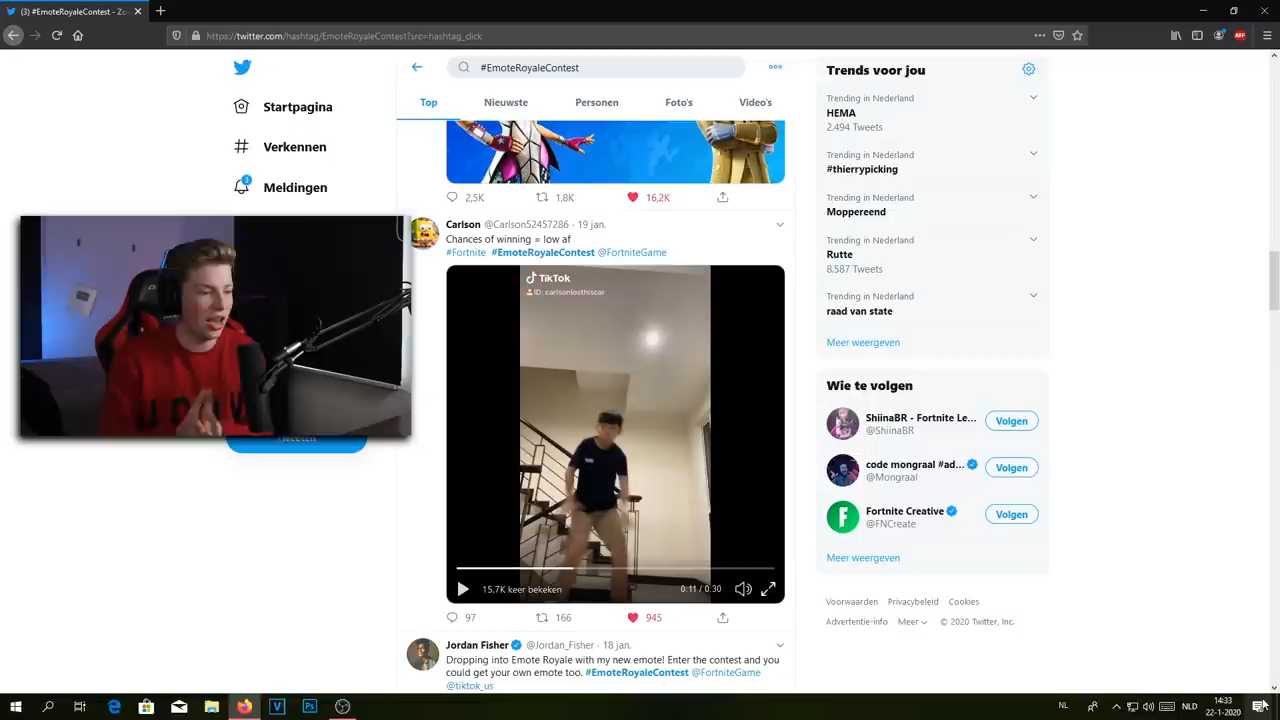 (3) #EmoteRoyaleContest - Zo
https://twitter.com/hashtag/EmoteRoyaleContest?src=hashtag_click
ABP
#EmoteRoyaleContest
Startpagina
Verkennen
3
Meldingen
Tweeten
Top
Nieuwste
Personen
Foto's
Video's
2,5K
1,8K
16,2K
Carlson @Carlson52457286 · 19 jan.
Chances of winning = low af
#Fortnite #EmoteRoyaleContest @FortniteGame
TikTok
ID: carlsonlosthiscar
15,7K keer bekeken
0:11 / 0:30
97
166
945
Jordan Fisher @Jordan_Fisher · 18 jan.
Dropping into Emote Royale with my new emote! Enter the contest and you
could get your own emote too. #EmoteRoyaleContest @FortniteGame
@tiktok_us
Trends voor jou
Trending in Nederland
HEMA
2.494 Tweets
Trending in Nederland
#thierrypicking
Trending in Nederland
Moppereend
Trending in Nederland
Rutte
8.587 Tweets
Trending in Nederland
raad van state
Meer weergeven
Wie te volgen
ShiinaBR - Fortnite Le...
@ShiinaBR
Volgen
code mongraal #ad...
@Mongraal
Volgen
Fortnite Creative
@FNCreate
Volgen
Meer weergeven
Voorwaarden Privacybeleid Cookies
Advertentie-info Meer © 2020 Twitter, Inc.
NL
NLD
14:33
22-1-2020